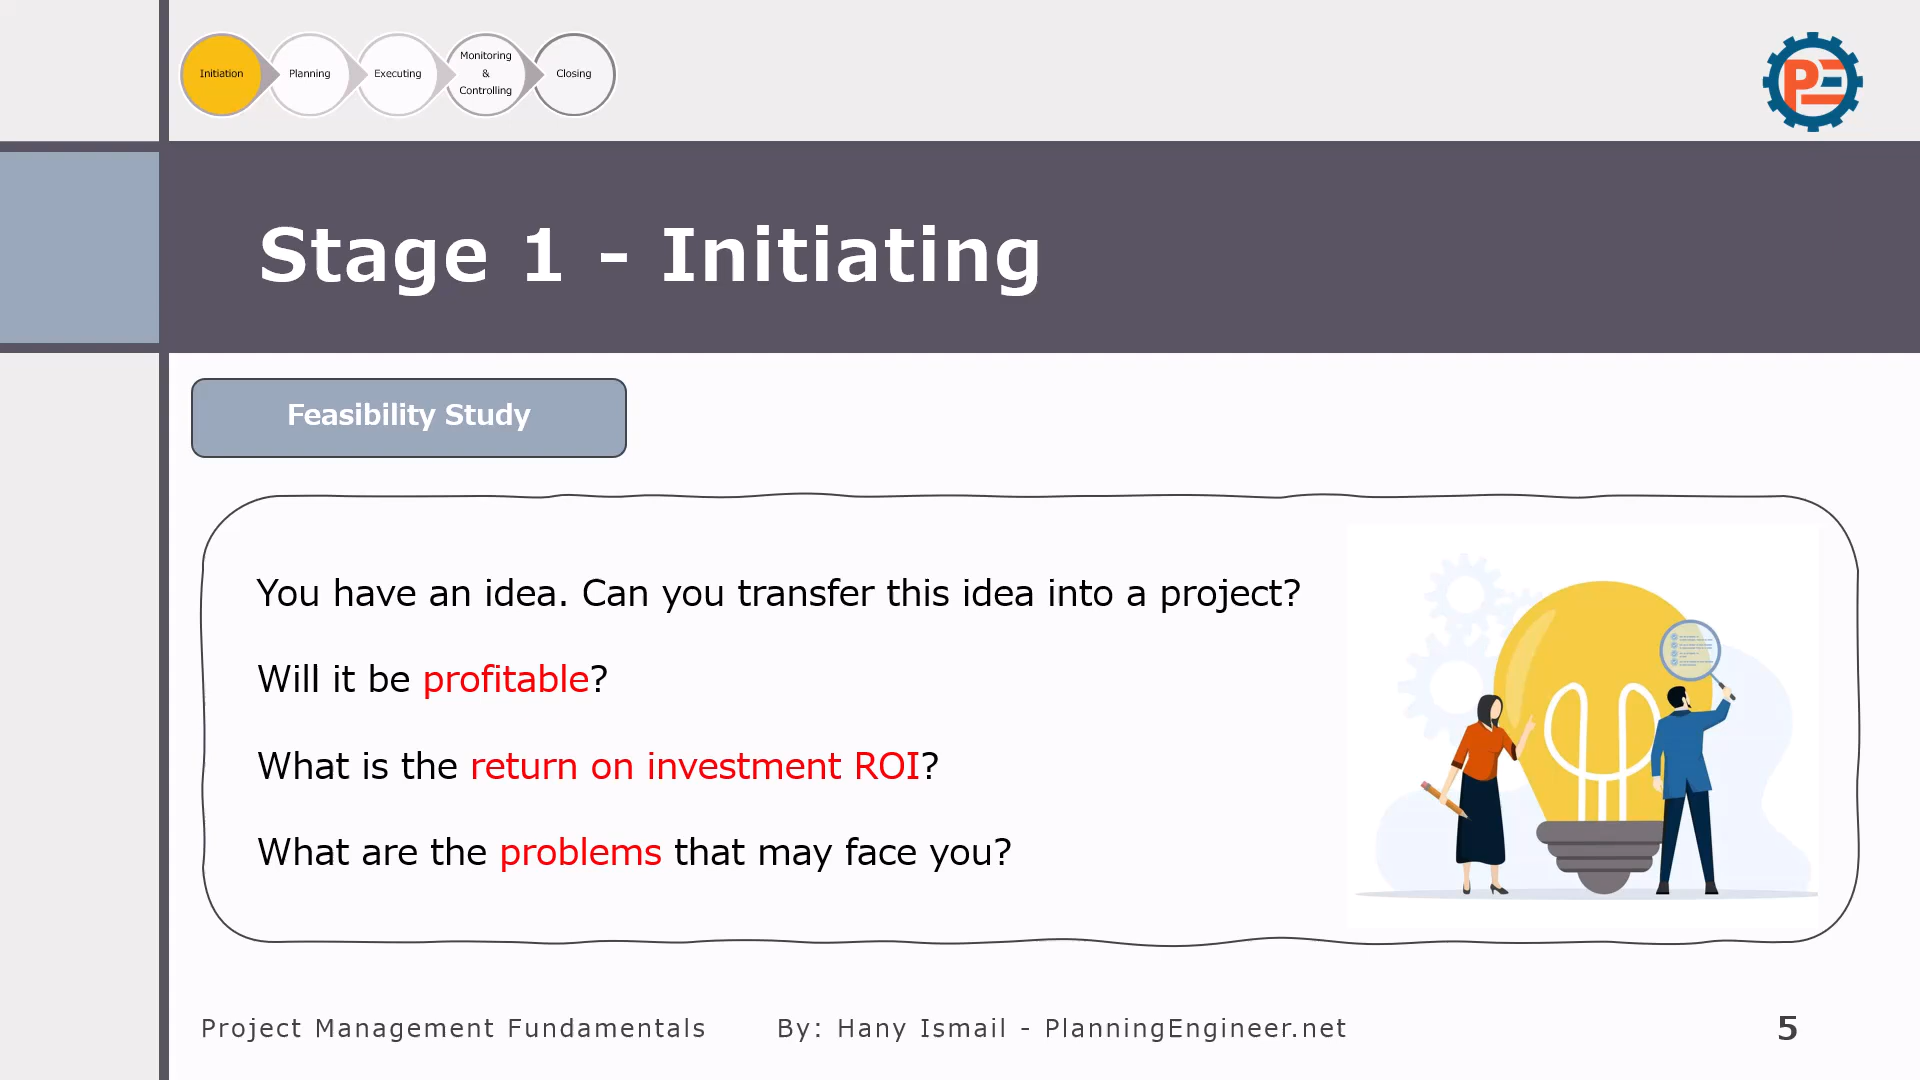 Initiation
Planning
Executing
Monitoring
&
Controlling
Closing
PE
Stage 1 - Initiating
Feasibility Study
You have an idea. Can you transfer this idea into a project?
Will it be profitable?
What is the return on investment ROI?
What are the problems that may face you?
Project Management Fundamentals
By: Hany Ismail - PlanningEngineer.net
5